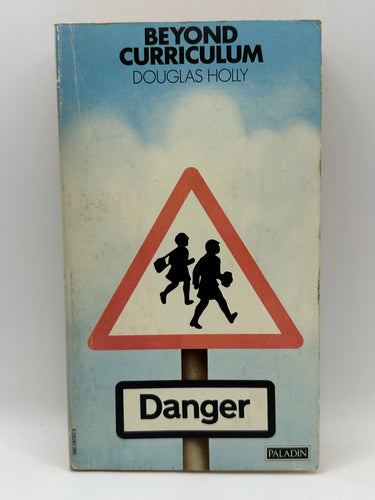 BEYOND
CURRICULUM
DOUGLAS HOLLY
Danger
PALADIN